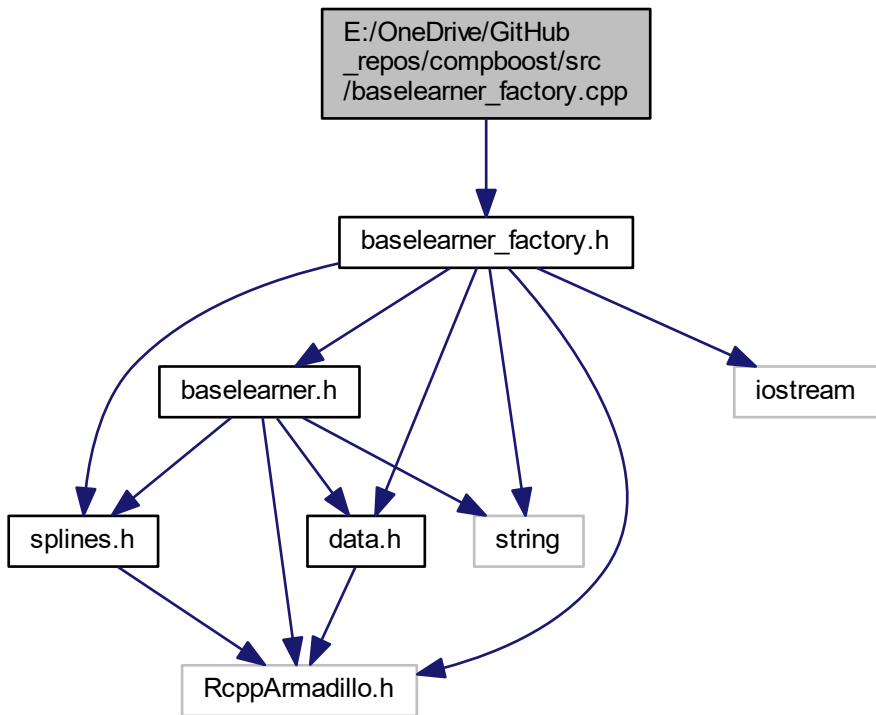 E:/OneDrive/GitHub
_repos/compboost/src
/baselearner_factory.cpp
baselearner_factory.h
baselearner.h
iostream
splines.h
data.h
string
RcppArmadillo.h